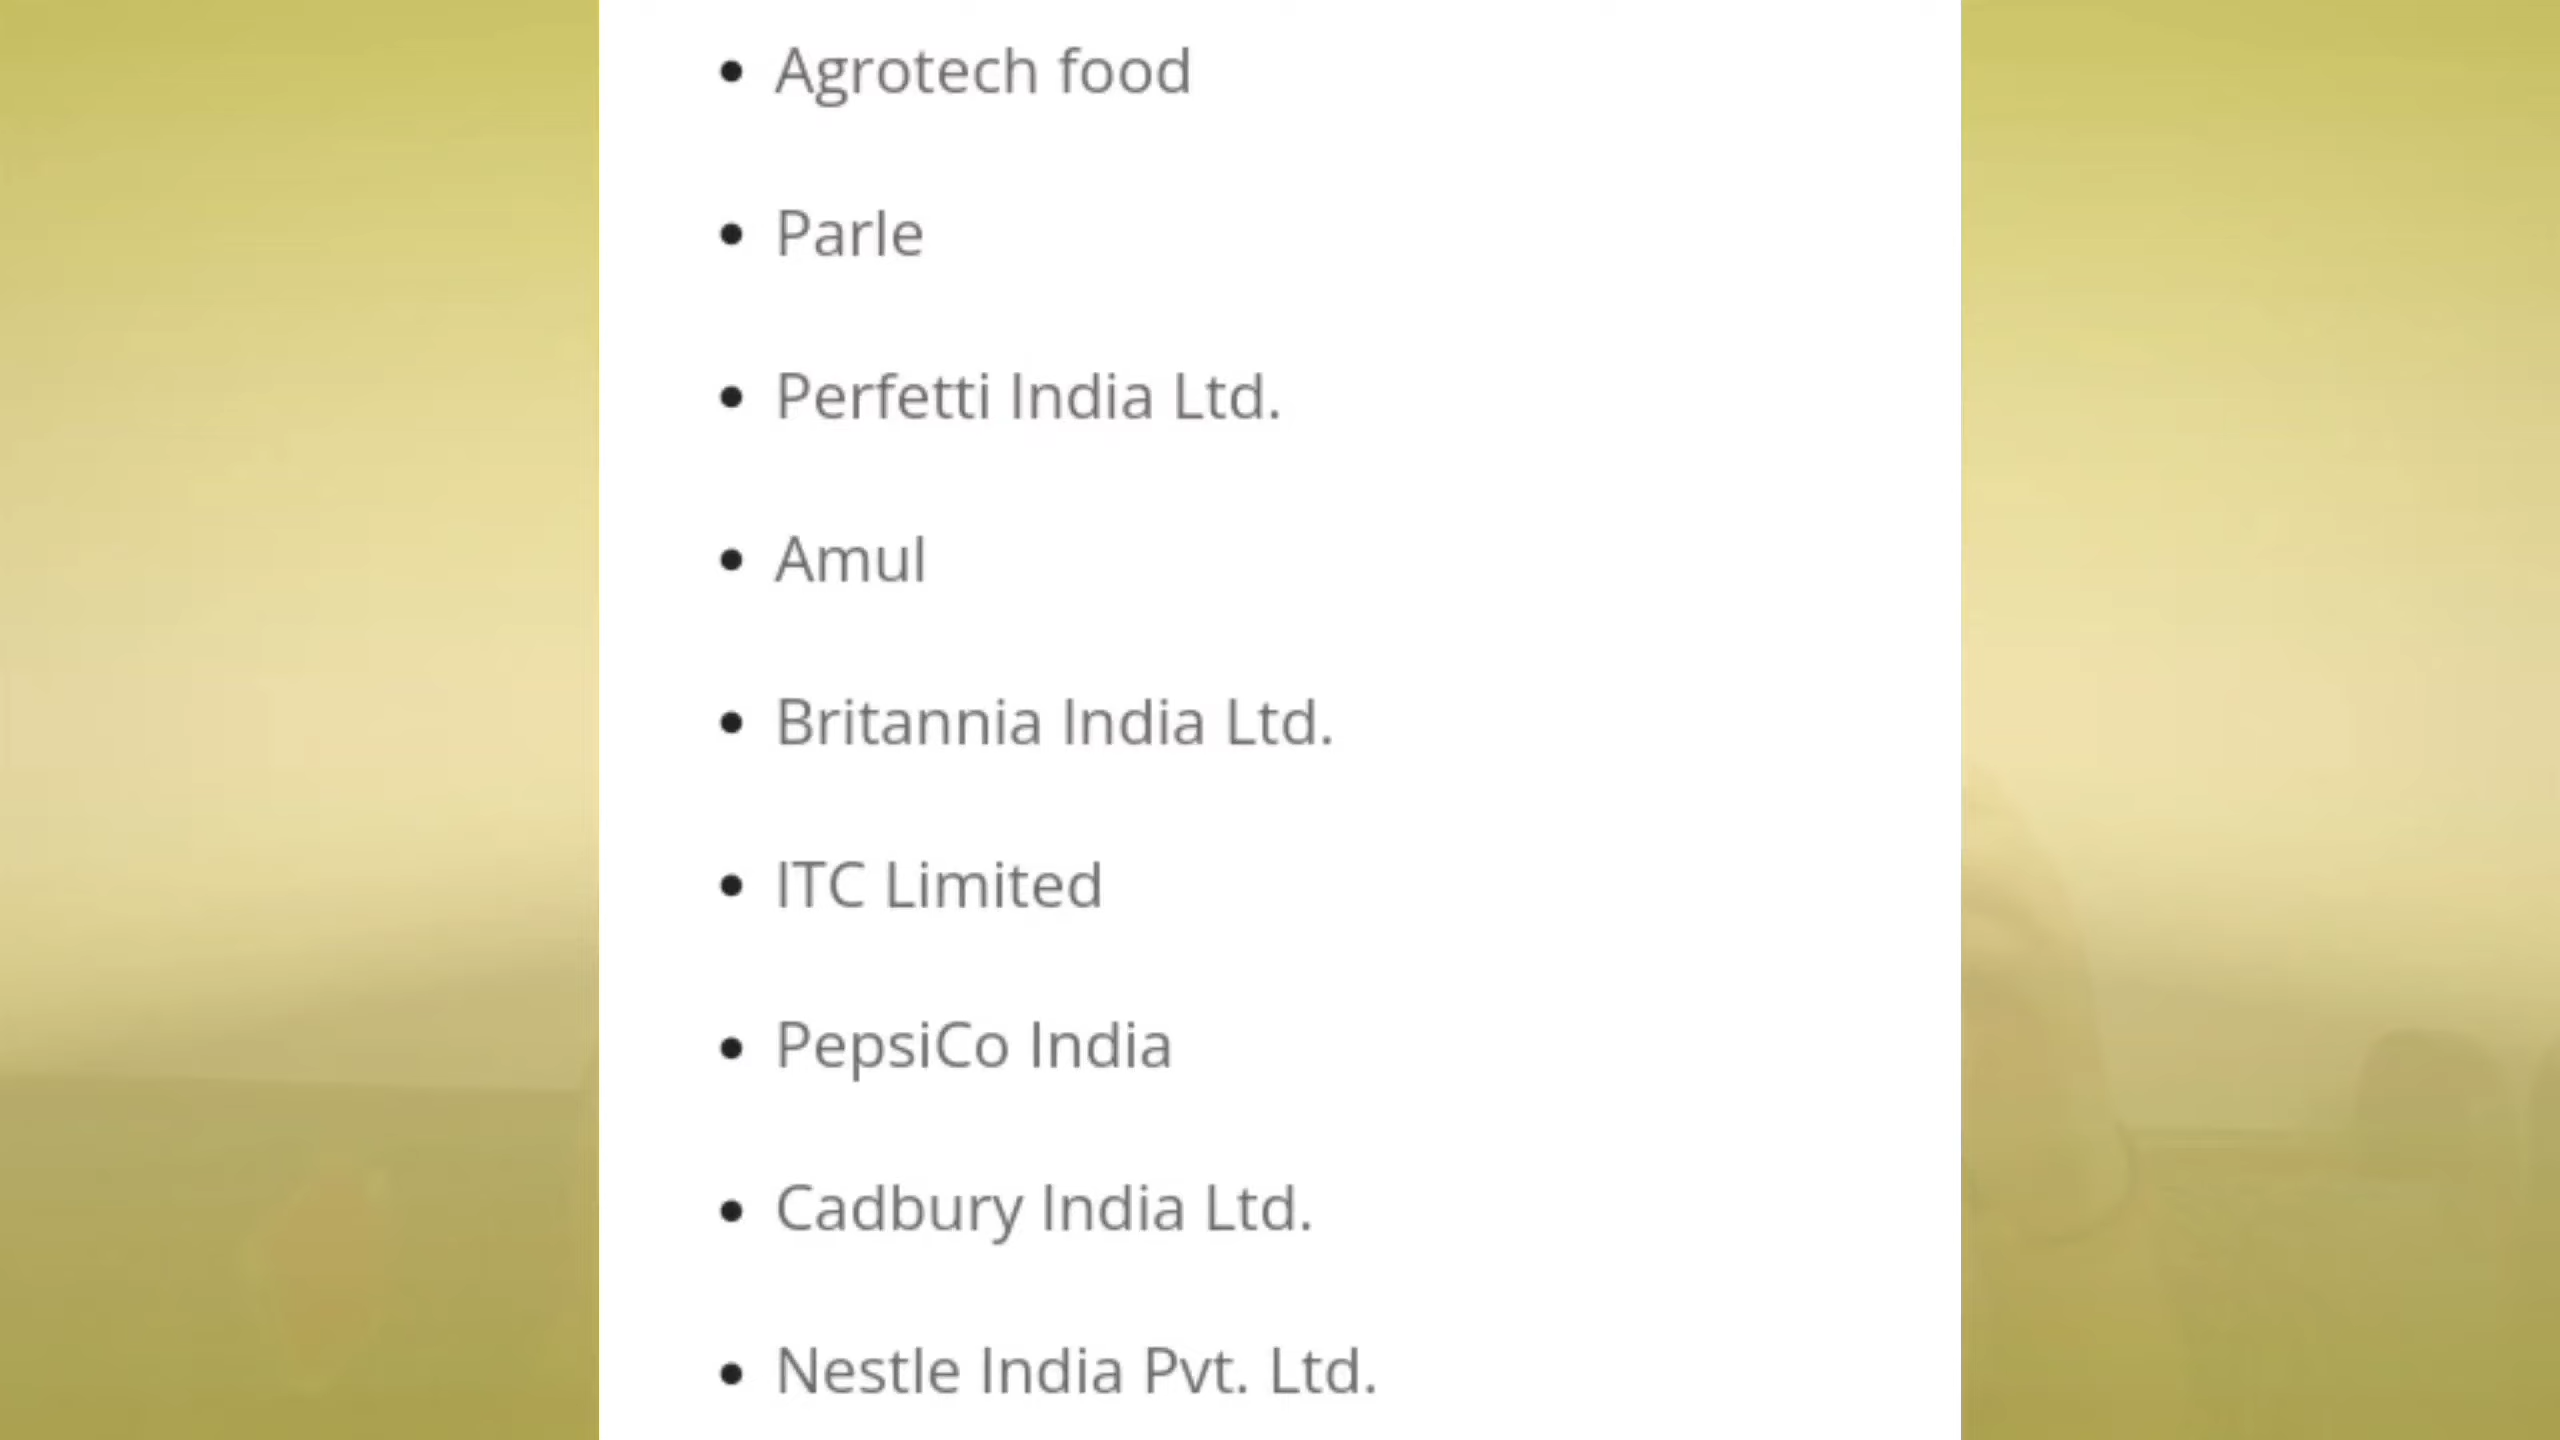 • Agrotech food
• Parle
• Perfetti India Ltd.
• Amul
• Britannia India Ltd.
• ITC Limited
• PepsiCo India
• Cadbury India Ltd.
• Nestle India Pvt. Ltd.